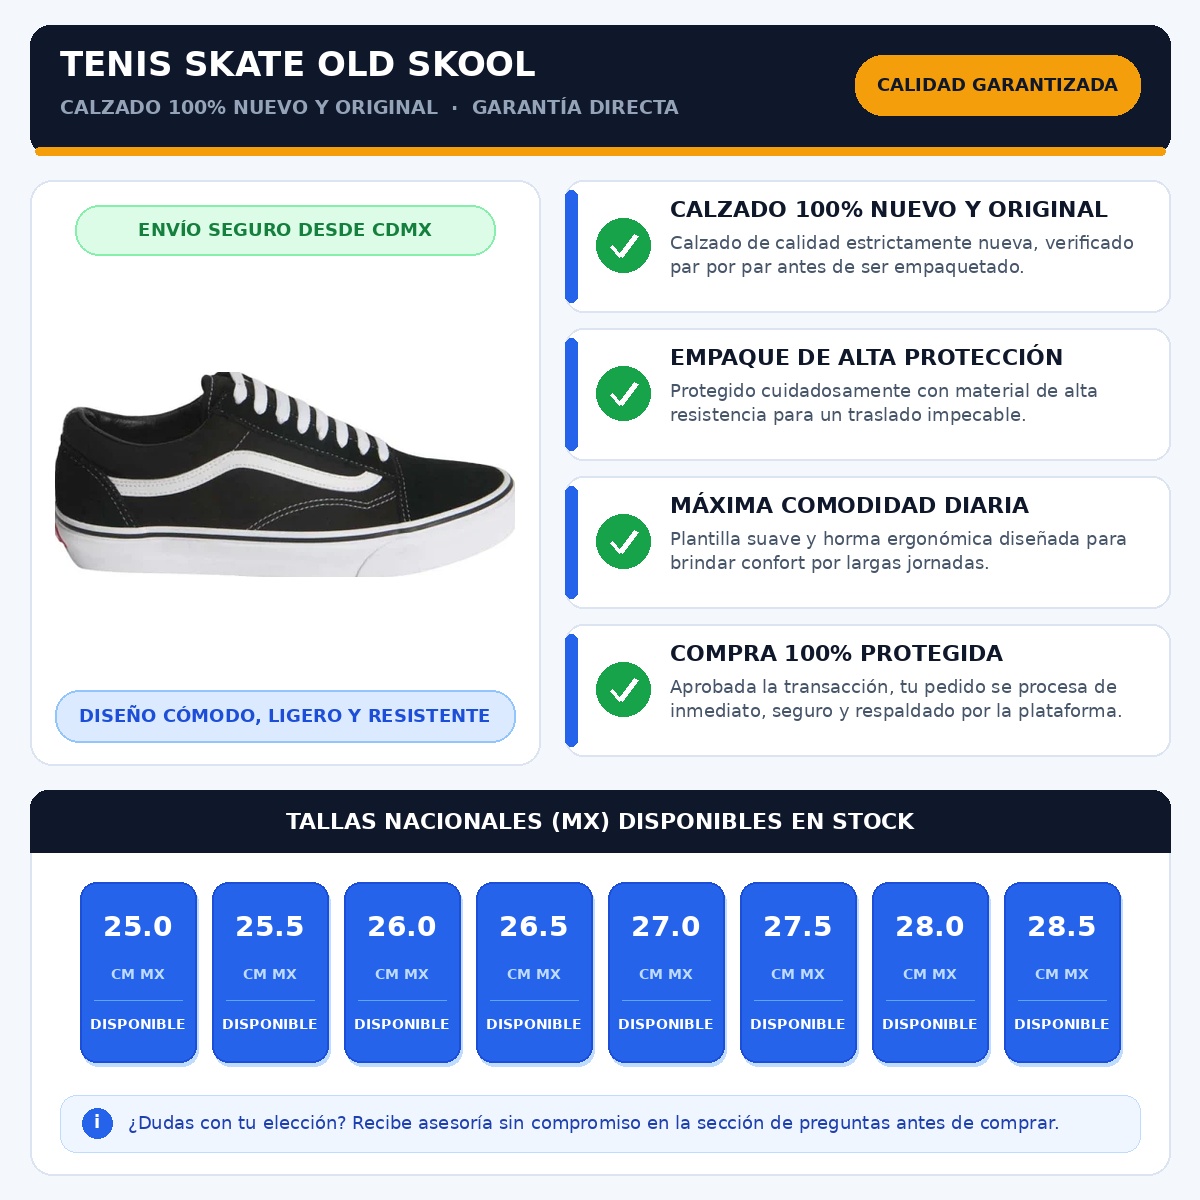 TENIS SKATE OLD SKOOL
CALZADO 100% NUEVO Y ORIGINAL · GARANTÍA DIRECTA
CALIDAD GARANTIZADA
ENVÍO SEGURO DESDE CDMX
DISEÑO CÓMODO, LIGERO Y RESISTENTE
CALZADO 100% NUEVO Y ORIGINAL
Calzado de calidad estrictamente nueva, verificado
par por par antes de ser empaquetado.
EMPAQUE DE ALTA PROTECCIÓN
Protegido cuidadosamente con material de alta
resistencia para un traslado impecable.
MÁXIMA COMODIDAD DIARIA
Plantilla suave y horma ergonómica diseñada para
brindar confort por largas jornadas.
COMPRA 100% PROTEGIDA
Aprobada la transacción, tu pedido se procesa de
inmediato, seguro y respaldado por la plataforma.
TALLAS NACIONALES (MX) DISPONIBLES EN STOCK
25.0 25.5 26.0 26.5 27.0 27.5 28.0 28.5
CM MX CM MX CM MX CM MX CM MX CM MX CM MX CM MX
DISPONIBLE DISPONIBLE DISPONIBLE DISPONIBLE DISPONIBLE DISPONIBLE DISPONIBLE DISPONIBLE
i ¿Dudas con tu elección? Recibe asesoría sin compromiso en la sección de preguntas antes de comprar.